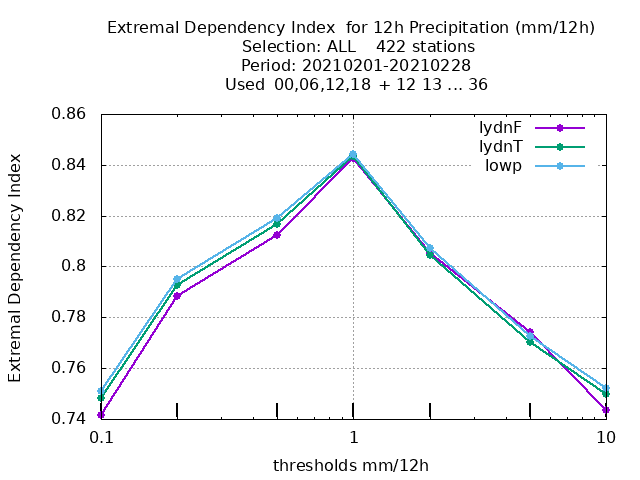 Extremal Dependency Index  for 12h Precipitation (mm/12h)
Selection: ALL    422 stations
Period: 20210201-20210228
Used  00,06,12,18  + 12 13 ... 36
lydnF
lydnT
lowp
Extremal Dependency Index
0.86
0.84
0.82
0.8
0.78
0.76
0.74
0.1
1
10
thresholds mm/12h